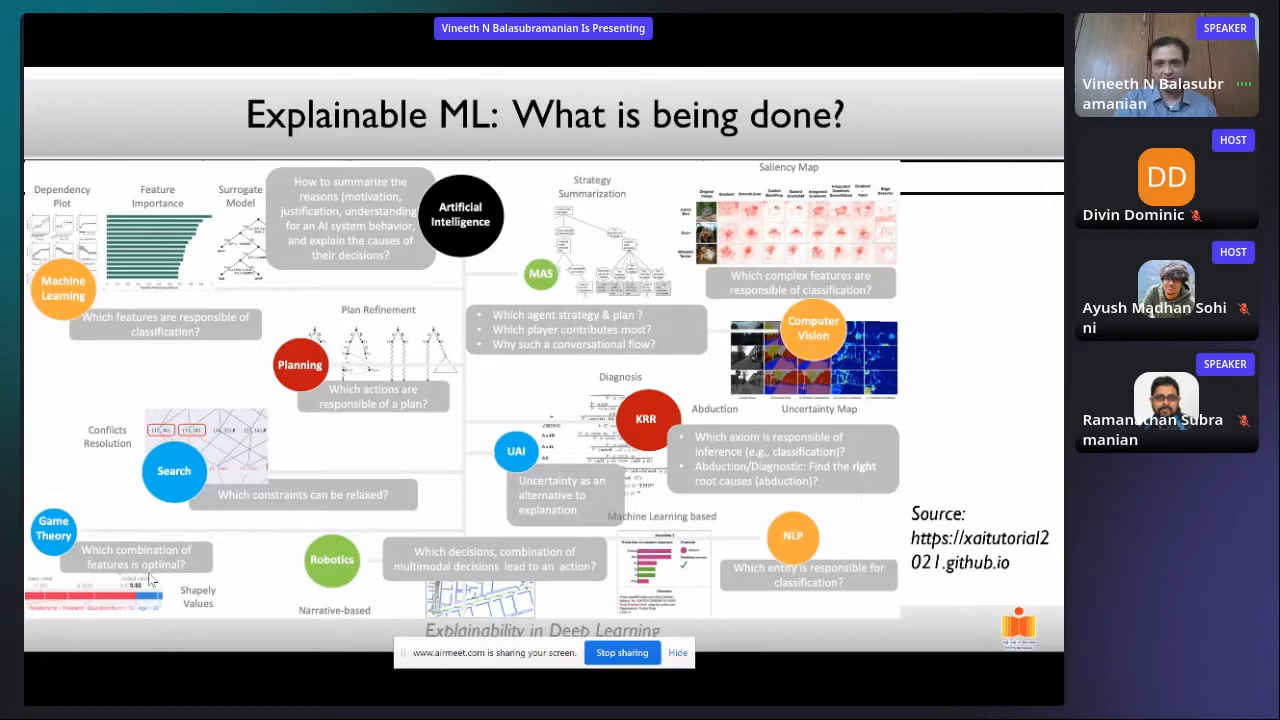 Vineeth N Balasubramanian Is Presenting
Explainable ML: What is being done?
Dependency
Plot
Feature
Importance
Surrogate
Model
How to summarize the
reasons (motivation,
justification, understanding
for an AI system behavior,
and explain the causes of
their decisions?
Artificial
Intelligence
Strategy
Summarization
Saliency Map
Machine
Learning
Which features are responsible of
classification?
MAS
Which complex features are
responsible of classification?
Plan Refinement
• Which agent strategy & plan ?
• Which player contributes most?
• Why such a conversational flow?
Computer
Vision
Planning
Which actions are
responsible of a plan?
Diagnosis
KRR
Abduction
Uncertainty Map
Conflicts
Resolution
Search
Which constraints can be relaxed?
UAI
Uncertainty as an
alternative to
explanation
• Which axiom is responsible of
inference (e.g., classification)?
• Abduction/Diagnostic: Find the right
root causes (abduction)?
Machine Learning based
Game
Theory
Which combination of
features is optimal?
Shapely
Values
Robotics
Which decisions, combination of
multimodal decisions lead to an action?
Narrative-based
NLP
Which entity is responsible for
classification?
Source:
https://xaitutorial2
021.github.io
Explainability in Deep Learning
www.airmeet.com is sharing your screen.
Stop sharing
Hide
SPEAKER
Vineeth N Balasubr
amanian
HOST
DD
Divin Dominic
HOST
Ayush Madhan Sohi
ni
SPEAKER
Ramanathan Subra
manian